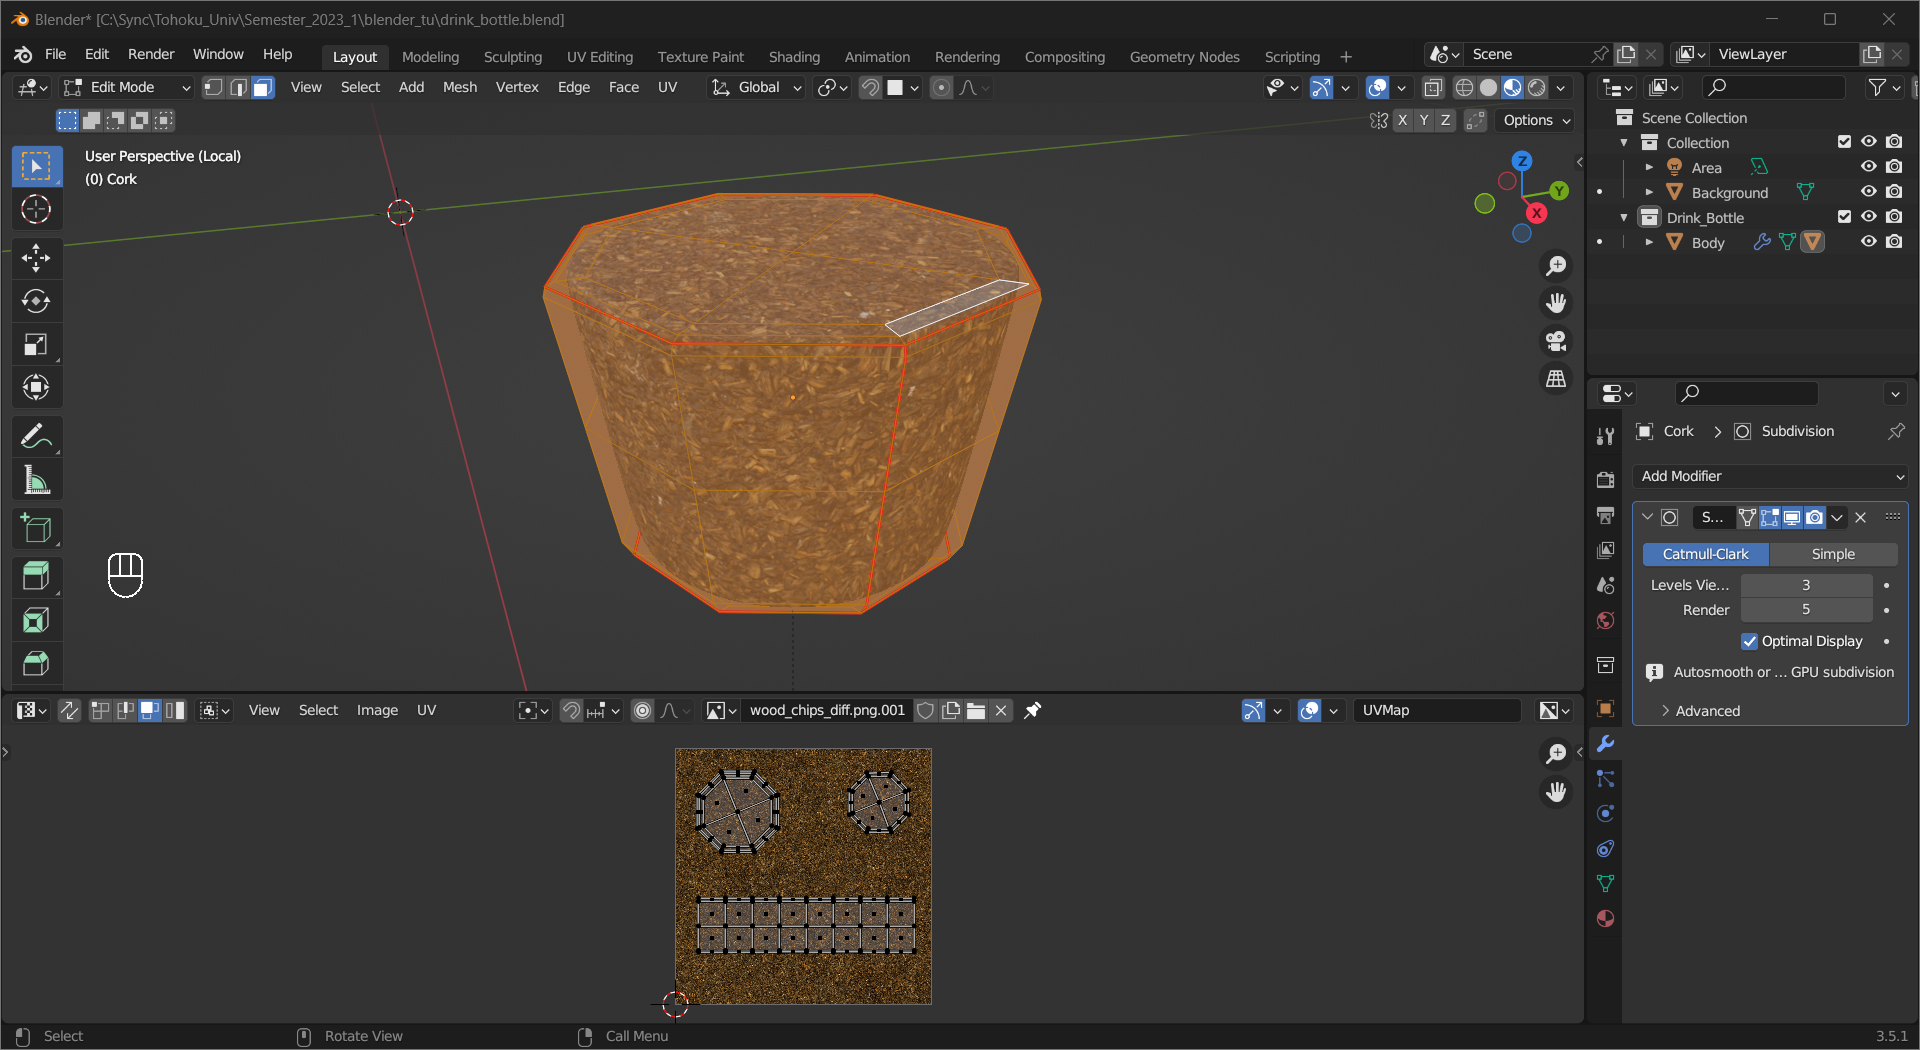 Blender* [C:\Sync\Tohoku_Univ\Semester_2023_1\blender_tu\drink_bottle.blend]
File Edit Render Window Help Layout Modeling Sculpting UV Editing Texture Paint Shading Animation Rendering Compositing Geometry Nodes Scripting + Scene ViewLayer
Edit Mode View Select Add Mesh Vertex Edge Face UV Global
X Y Z Options
User Perspective (Local)
(0) Cork
Z
Y
X
Scene Collection
Collection
Area
Background
Drink_Bottle
Body
Cork > Subdivision
Add Modifier
S...
Catmull-Clark Simple
Levels Vie... 3
Render 5
Optimal Display
Autosmooth or ... GPU subdivision
Advanced
View Select Image UV wood_chips_diff.png.001 UVMap
Select Rotate View Call Menu 3.5.1